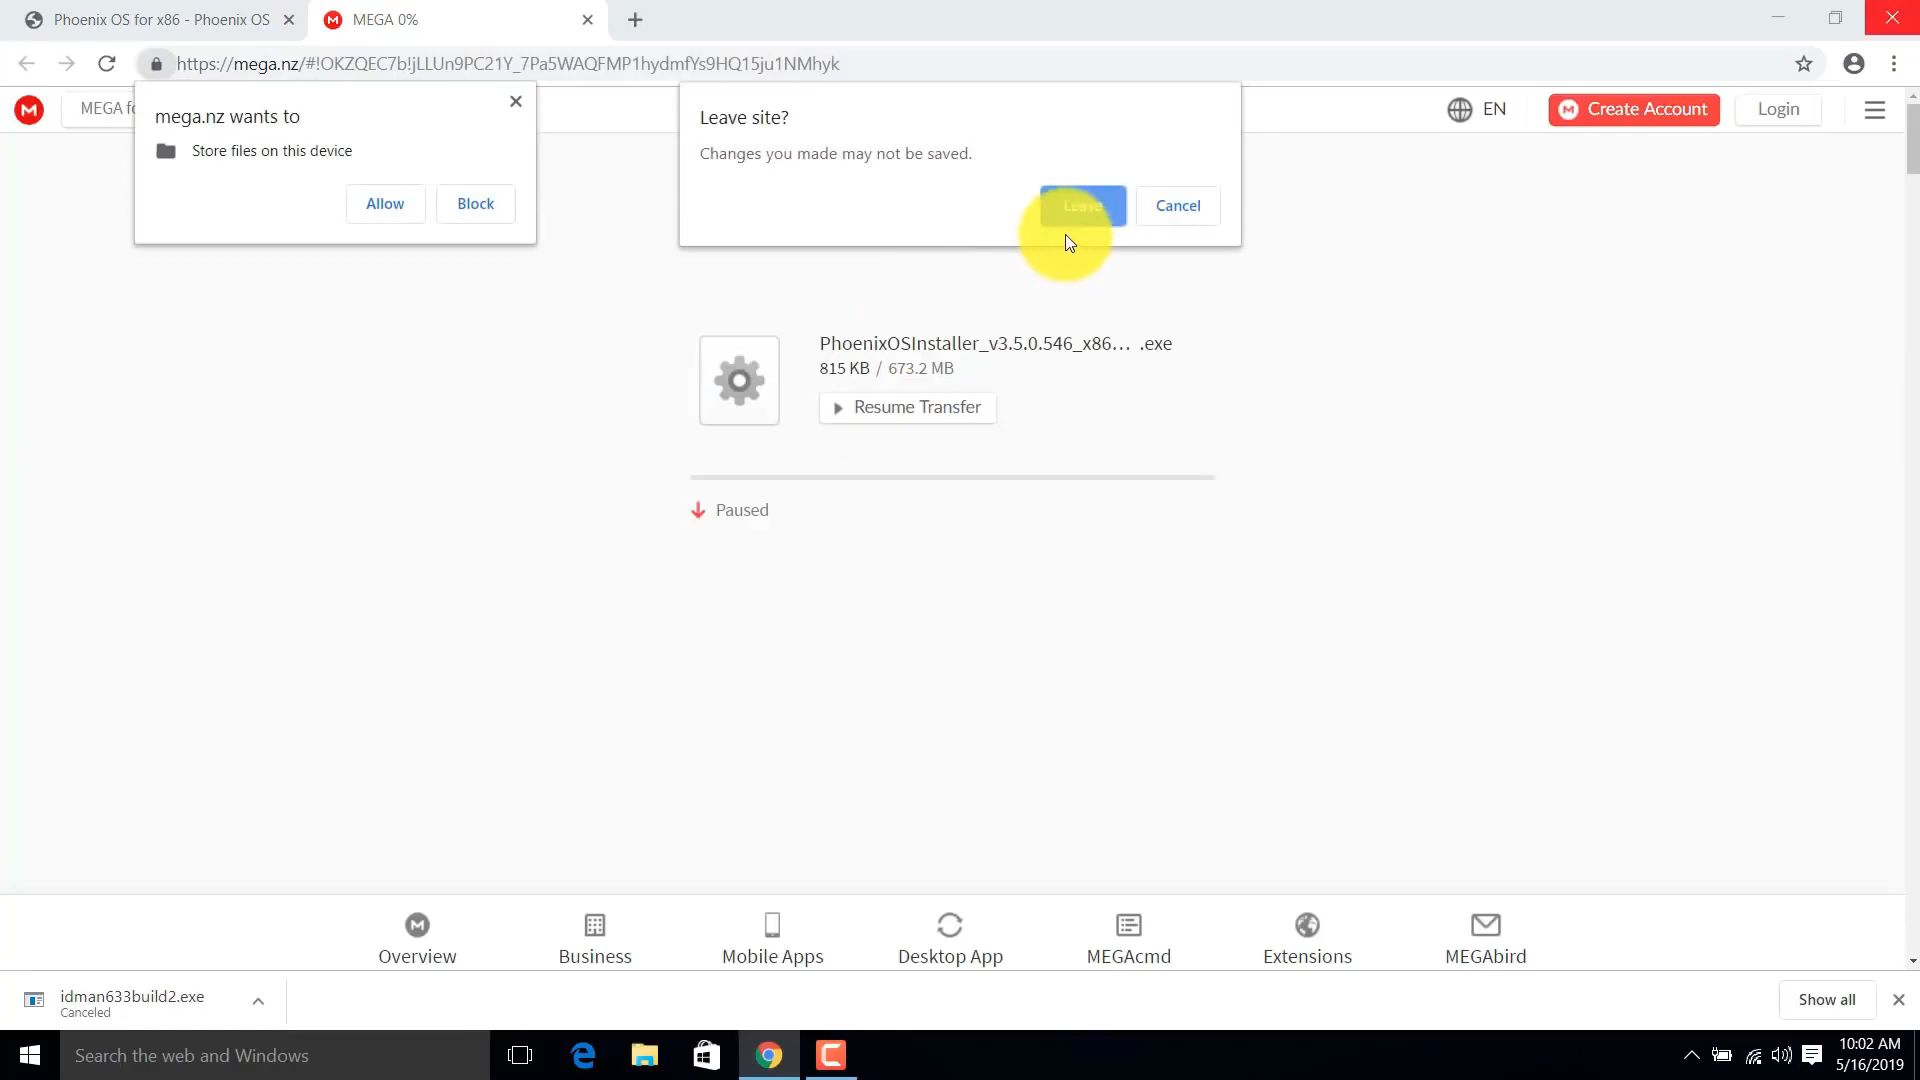 Phoenix OS for x86 - Phoenix OS
MEGA 0%
https://mega.nz/#!OKZQEC7b!jLLUn9PC21Y_7Pa5WAQFMP1hydmfYs9HQ15ju1NMhyk
MEGA fo
EN
Create Account
Login
mega.nz wants to
Store files on this device
Allow
Block
Leave site?
Changes you made may not be saved.
Leave
Cancel
PhoenixOSInstaller_v3.5.0.546_x86... .exe
815 KB / 673.2 MB
Resume Transfer
Paused
Overview
Business
Mobile Apps
Desktop App
MEGAcmd
Extensions
MEGAbird
idman633build2.exe
Canceled
Show all
Search the web and Windows
10:02 AM
5/16/2019